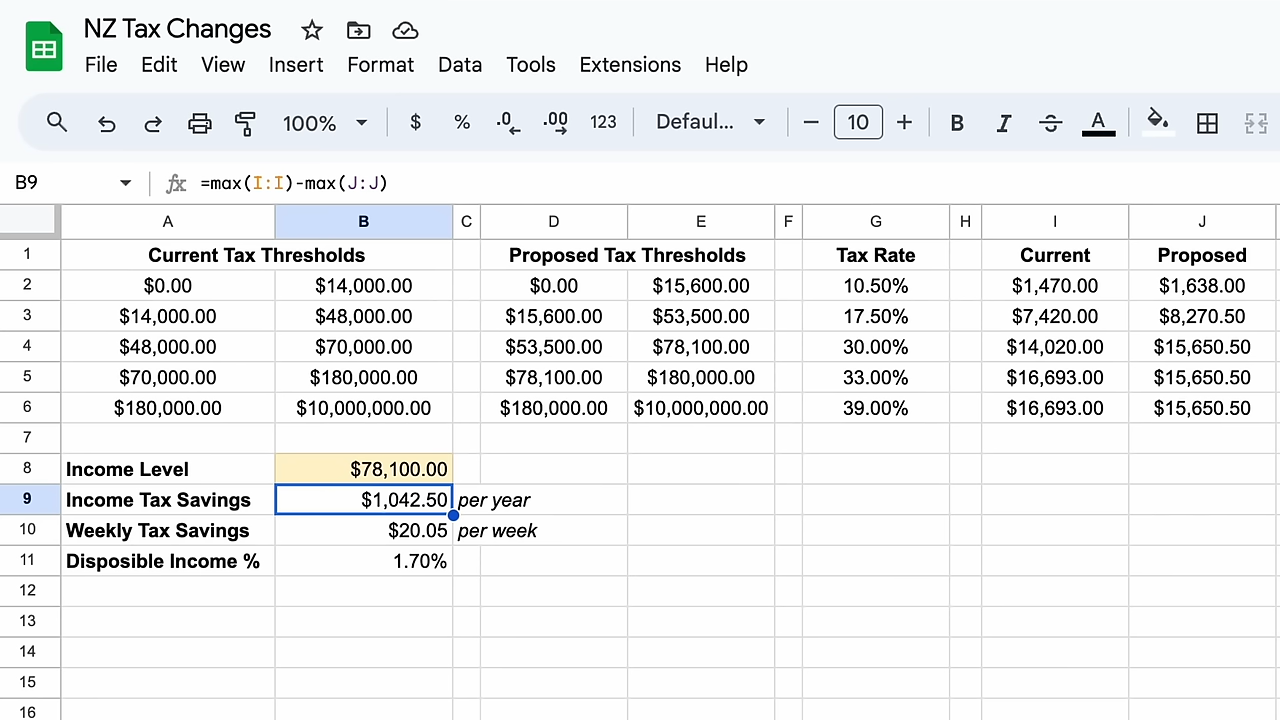 NZ Tax Changes
File Edit View Insert Format Data Tools Extensions Help
100% $ % .0 .00 123 Defaul... 10 B I S A
B9 fx =max(I:I)-max(J:J)
A B C D E F G H I J
1 Current Tax Thresholds Proposed Tax Thresholds Tax Rate Current Proposed
2 $0.00 $14,000.00 $0.00 $15,600.00 10.50% $1,470.00 $1,638.00
3 $14,000.00 $48,000.00 $15,600.00 $53,500.00 17.50% $7,420.00 $8,270.50
4 $48,000.00 $70,000.00 $53,500.00 $78,100.00 30.00% $14,020.00 $15,650.50
5 $70,000.00 $180,000.00 $78,100.00 $180,000.00 33.00% $16,693.00 $15,650.50
6 $180,000.00 $10,000,000.00 $180,000.00 $10,000,000.00 39.00% $16,693.00 $15,650.50
7
8 Income Level $78,100.00
9 Income Tax Savings $1,042.50 per year
10 Weekly Tax Savings $20.05 per week
11 Disposible Income % 1.70%
12
13
14
15
16